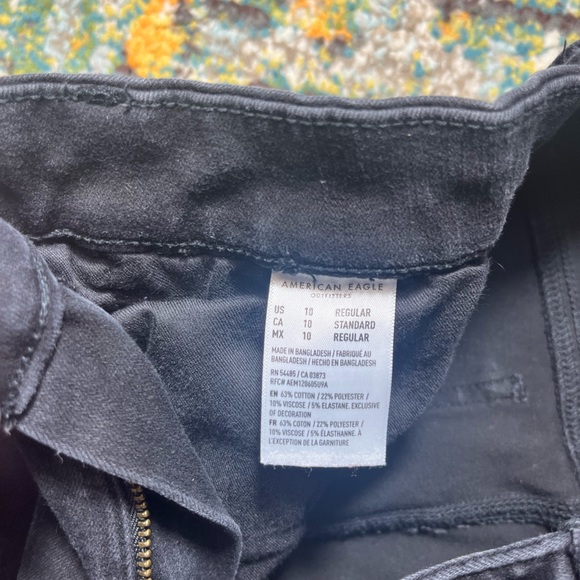 AMERICAN EAGLE
OUTFITTERS
US 10 REGULAR
CA 10 STANDARD
MX 10 REGULAR
MADE IN BANGLADESH / FABRIQUÉ AU
BANGLADESH / HECHO EN BANGLADESH
RN 54485 / CA 03873
RFC# AEM120605U9A
EN 63% COTTON / 22% POLYESTER /
10% VISCOSE / 5% ELASTANE. EXCLUSIVE
OF DECORATION
FR 63% COTON / 22% POLYESTER /
10% VISCOSE / 5% ÉLASTHANNE. À
L'EXCEPTION DE LA GARNITURE